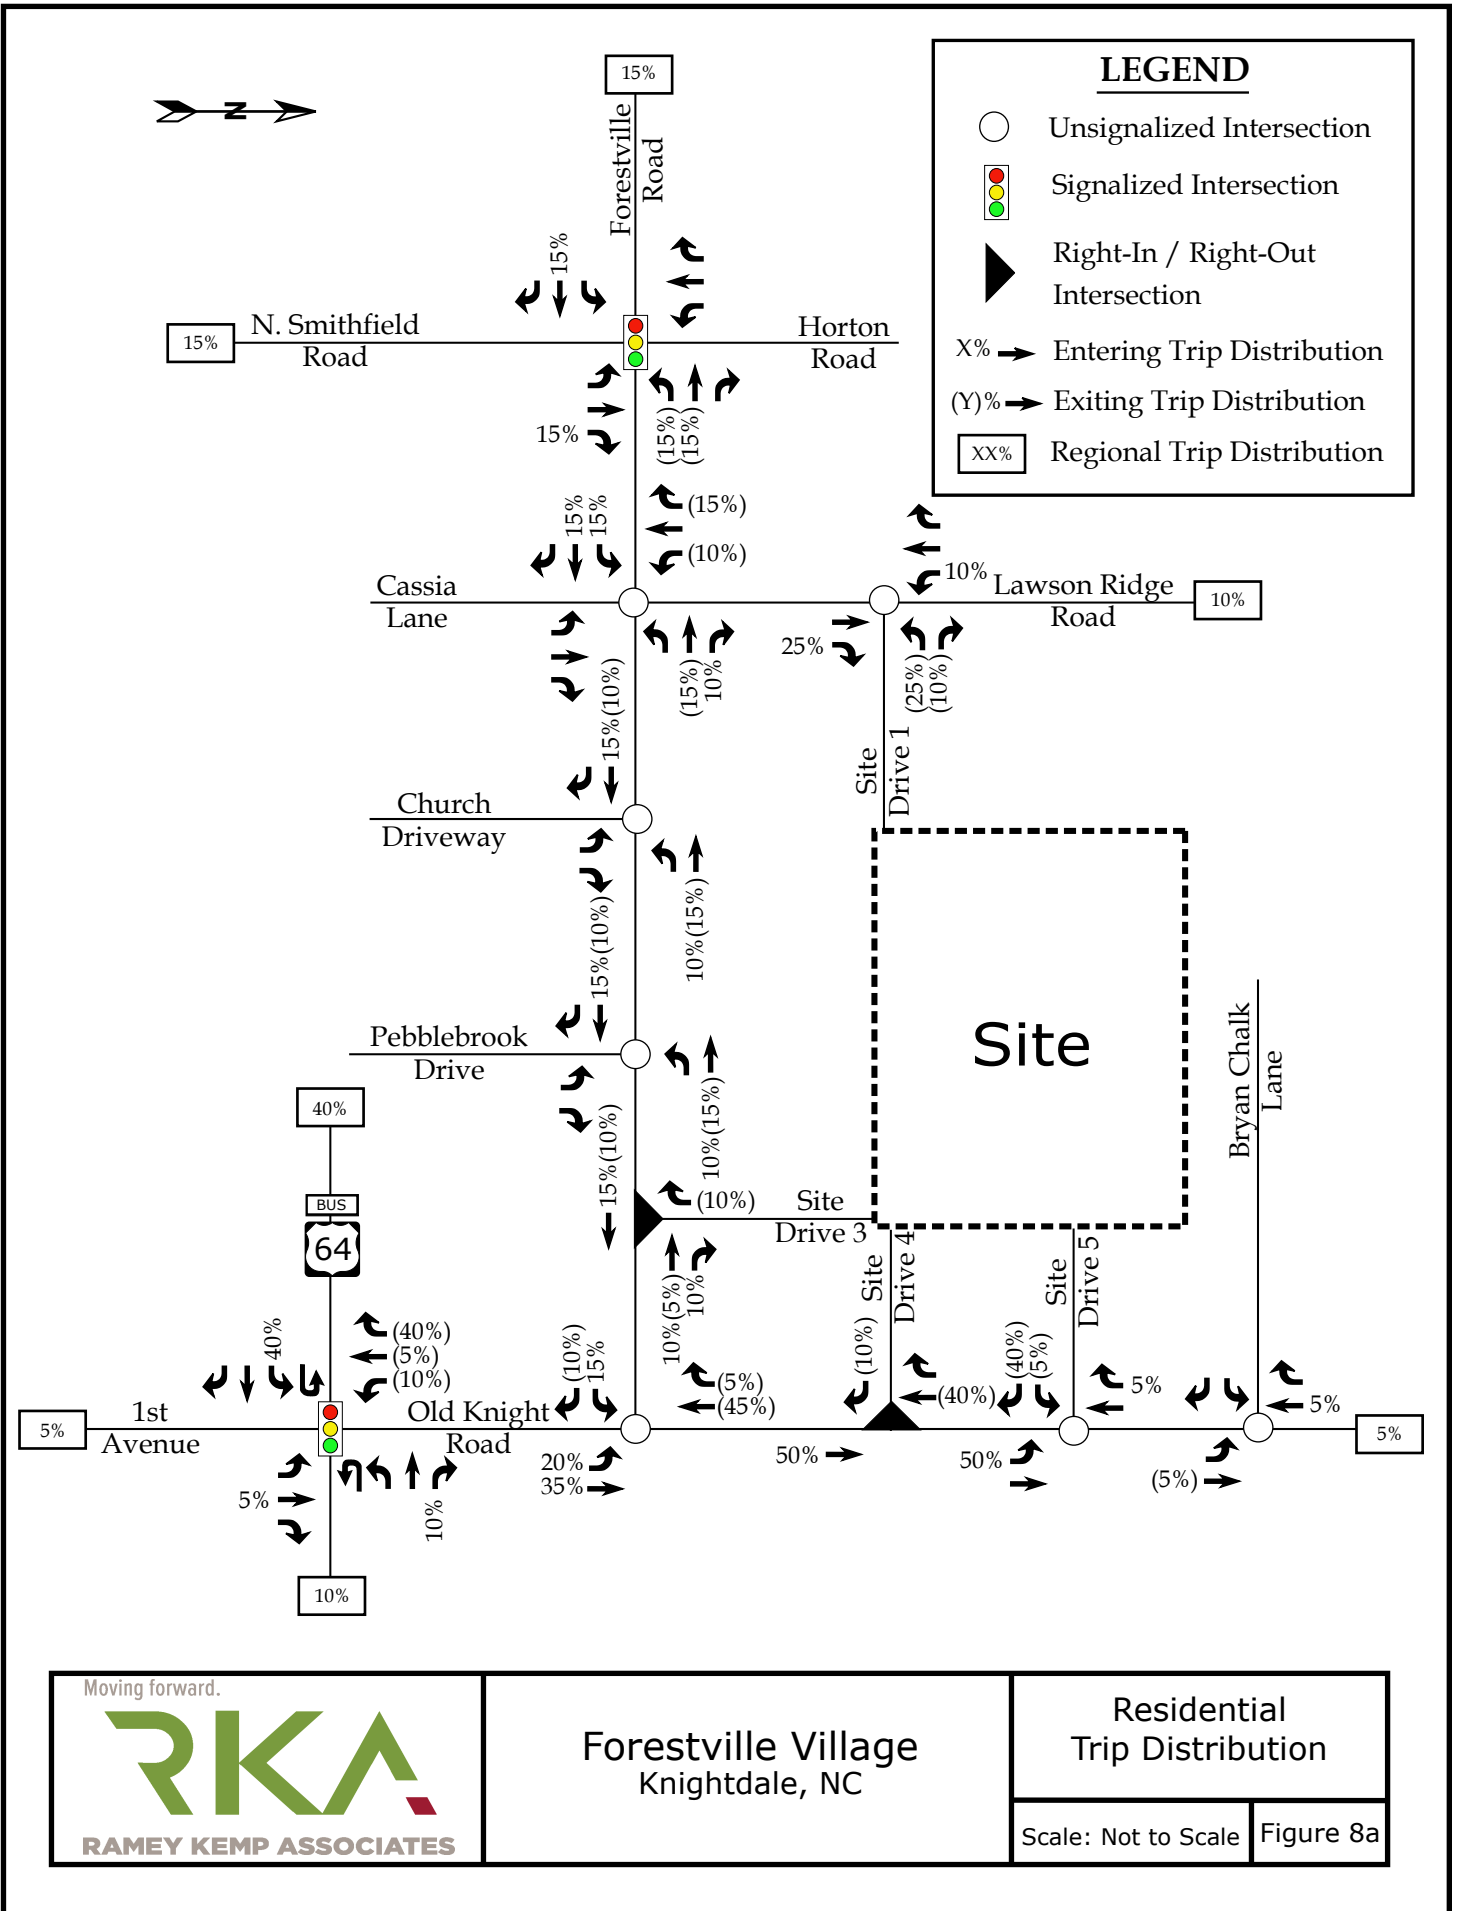 LEGEND
Unsignalized Intersection
Signalized Intersection
Right-In / Right-Out
Intersection
X% Entering Trip Distribution
(Y)% Exiting Trip Distribution
XX% Regional Trip Distribution
N
15%
Forestville
Road
15%
15%
N. Smithfield
Road
Horton
Road
15%
(15%)
(15%)
15%
15%
(15%)
(10%)
Cassia
Lane
10%
Lawson Ridge
Road
10%
25%
(15%)
10%
(25%)
(10%)
15%(10%)
Site
Drive 1
Church
Driveway
10%(15%)
15%(10%)
Site
Pebblebrook
Drive
10%(15%)
15%(10%)
Bryan Chalk
Lane
40%
BUS
64
(10%)
Site
Drive 3
10%(5%)
10%
Site
Drive 4
Site
Drive 5
40%
(40%)
(5%)
(10%)
(10%)
15%
(5%)
(45%)
(10%)
(40%)
(40%)
(5%)
5%
5%
5%
1st
Avenue
Old Knight
Road
5%
20%
35%
50%
50%
(5%)
5%
10%
10%
Moving forward.
RKA
RAMEY KEMP ASSOCIATES
Forestville Village
Knightdale, NC
Residential
Trip Distribution
Scale: Not to Scale
Figure 8a